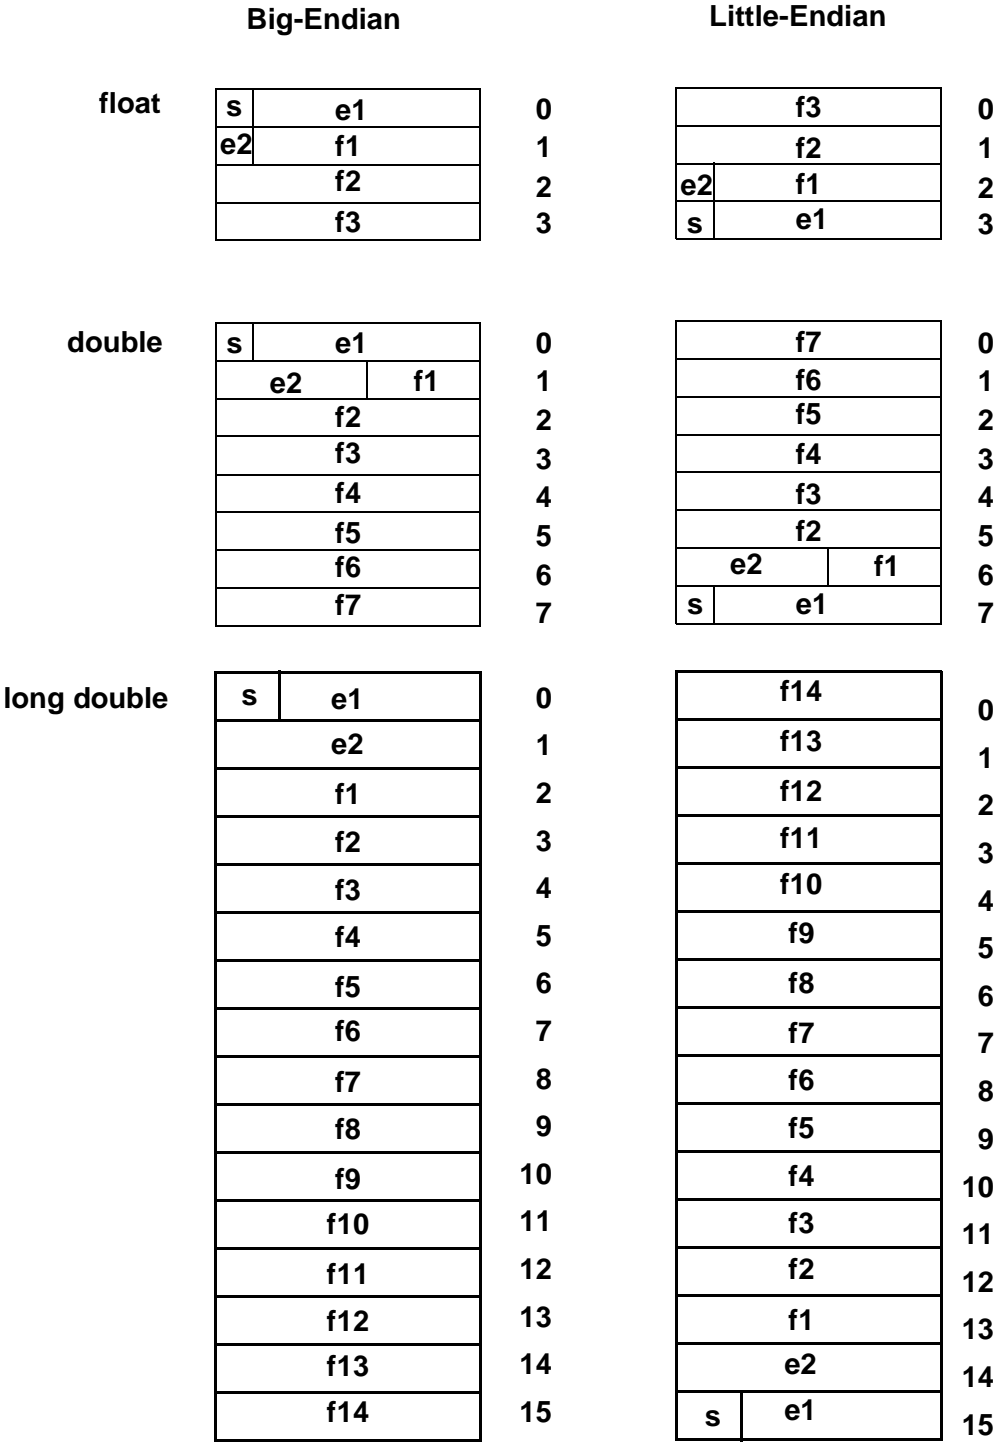 Big-Endian Little-Endian
float s e1 0 f3 0
e2 f1 1 f2 1
f2 2 e2 f1 2
f3 3 s e1 3
double s e1 0 f7 0
e2 f1 1 f6 1
f2 2 f5 2
f3 3 f4 3
f4 4 f3 4
f5 5 f2 5
f6 6 e2 f1 6
f7 7 s e1 7
long double s e1 0 f14 0
e2 1 f13 1
f1 2 f12 2
f2 3 f11 3
f3 4 f10 4
f4 5 f9 5
f5 6 f8 6
f6 7 f7 7
f7 8 f6 8
f8 9 f5 9
f9 10 f4 10
f10 11 f3 11
f11 12 f2 12
f12 13 f1 13
f13 14 e2 14
f14 15 s e1 15